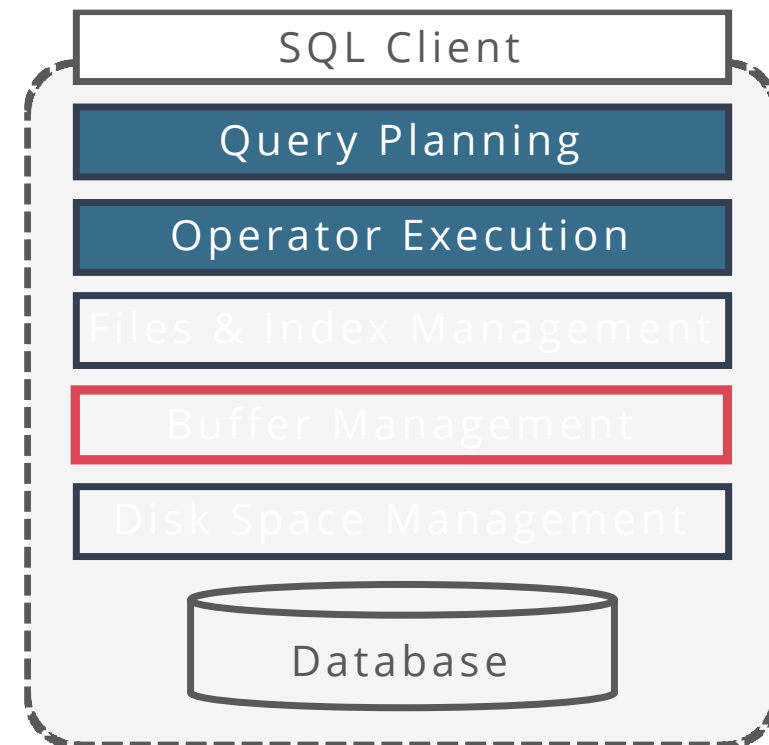 SQL Client
Query Planning
Operator Execution
Files & Index Management
Buffer Management
Disk Space Management
Database